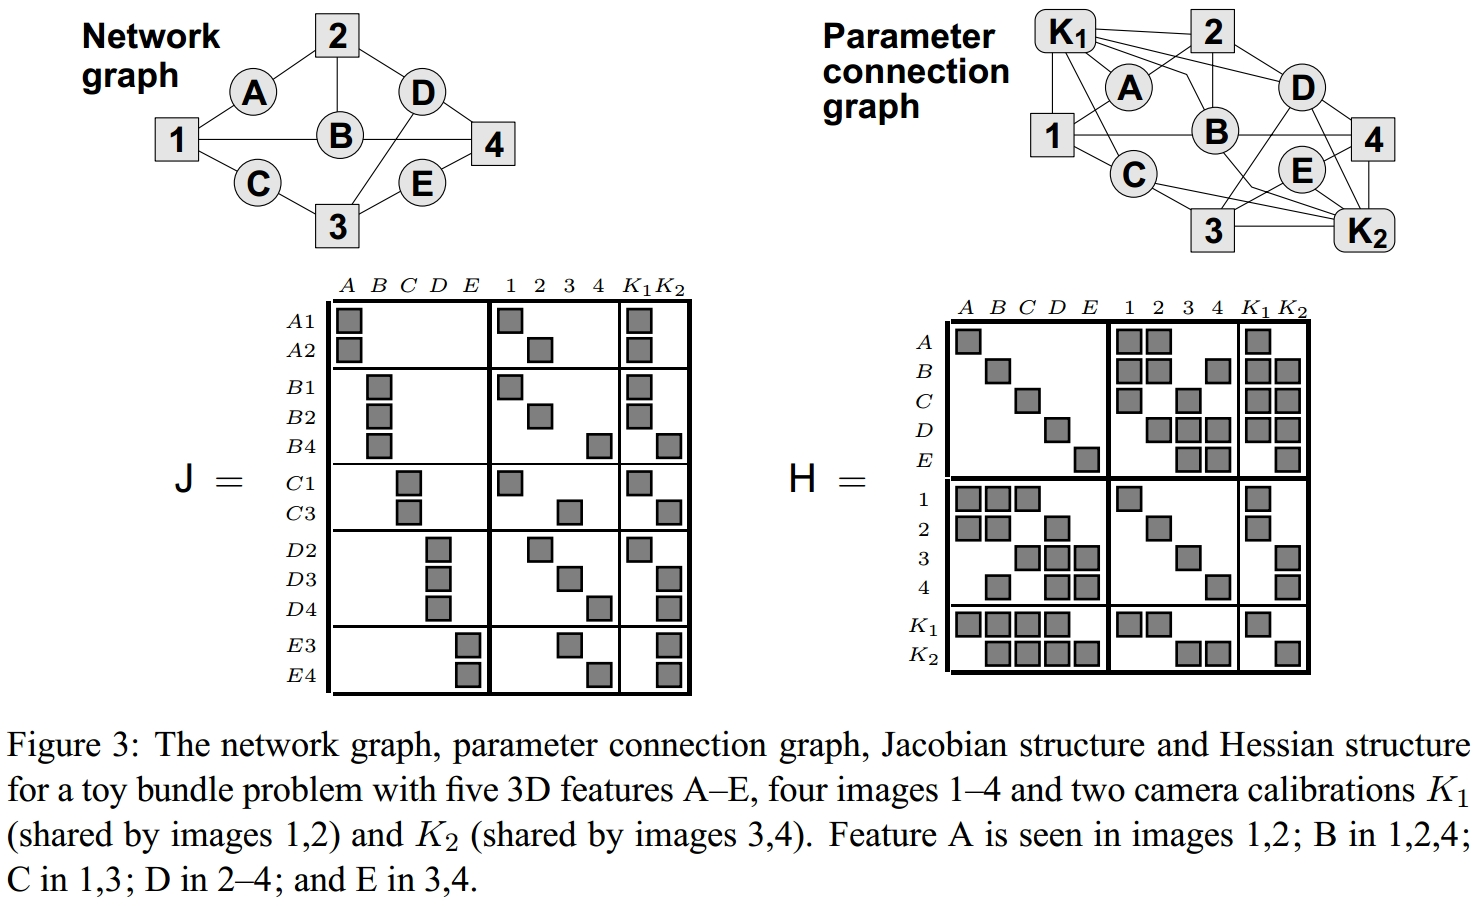 Network
graph
2
A
D
1
B
4
C
E
3
Parameter
connection
graph
K1
2
A
D
1
B
4
C
E
3
K2
A B C D E 1 2 3 4 K1 K2
A1
A2
B1
B2
B4
C1
C3
D2
D3
D4
E3
E4
J =
A B C D E 1 2 3 4 K1 K2
A
B
C
D
E
1
2
3
4
K1
K2
H =
Figure 3: The network graph, parameter connection graph, Jacobian structure and Hessian structure
for a toy bundle problem with five 3D features A–E, four images 1–4 and two camera calibrations K1
(shared by images 1,2) and K2 (shared by images 3,4). Feature A is seen in images 1,2; B in 1,2,4;
C in 1,3; D in 2–4; and E in 3,4.